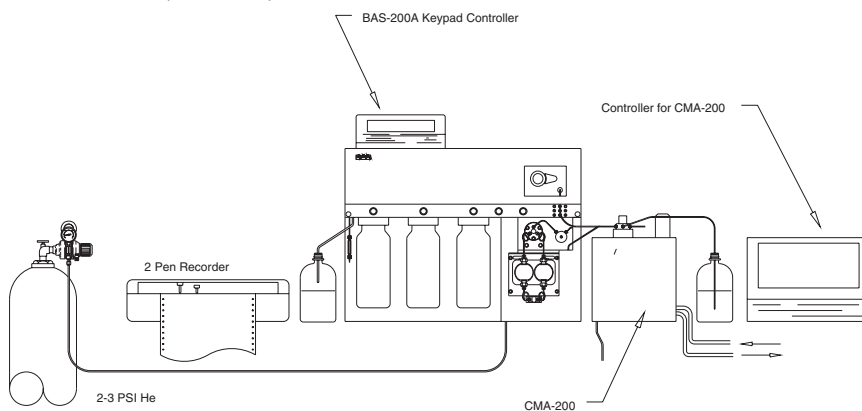 BAS-200A Keypad Controller
Controller for CMA-200
2 Pen Recorder
2-3 PSI He
CMA-200